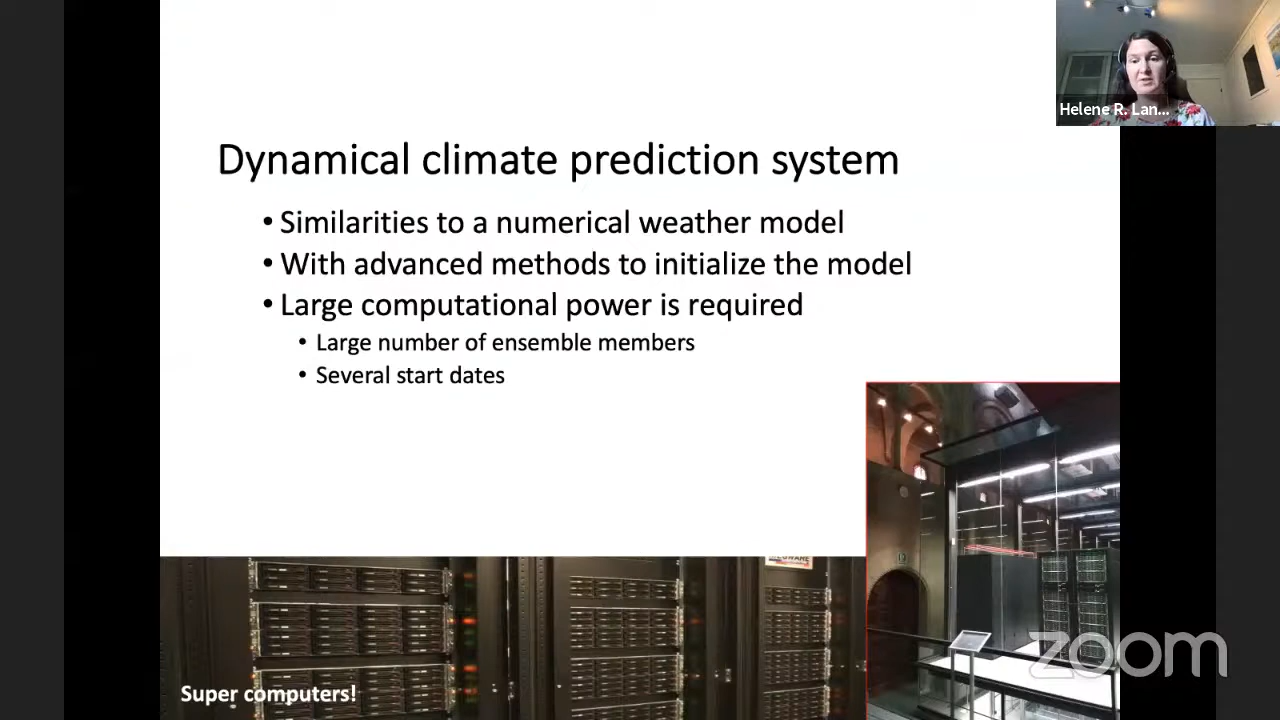 Helene R. Lan...
Dynamical climate prediction system
• Similarities to a numerical weather model
• With advanced methods to initialize the model
• Large computational power is required
• Large number of ensemble members
• Several start dates
Super computers!
zoom